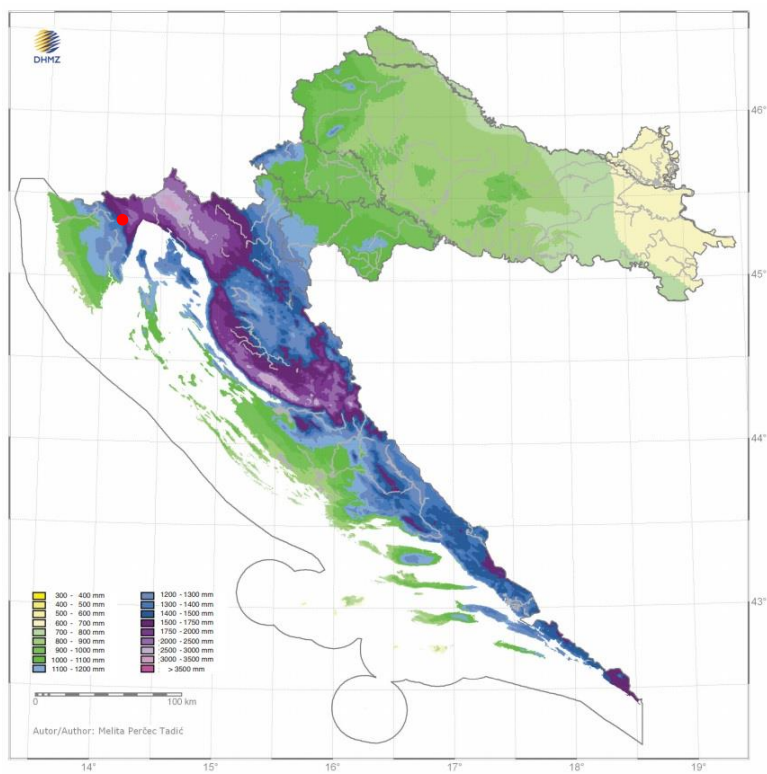 DHMZ
46°
45°
44°
43°
300 - 400 mm
400 - 500 mm
500 - 600 mm
600 - 700 mm
700 - 800 mm
800 - 900 mm
900 - 1000 mm
1000 - 1100 mm
1100 - 1200 mm
1200 - 1300 mm
1300 - 1400 mm
1400 - 1500 mm
1500 - 1750 mm
1750 - 2000 mm
2000 - 2500 mm
2500 - 3000 mm
3000 - 3500 mm
> 3500 mm
0 100 km
Autor/Author: Melita Perčec Tadić
14° 15° 16° 17° 18° 19°